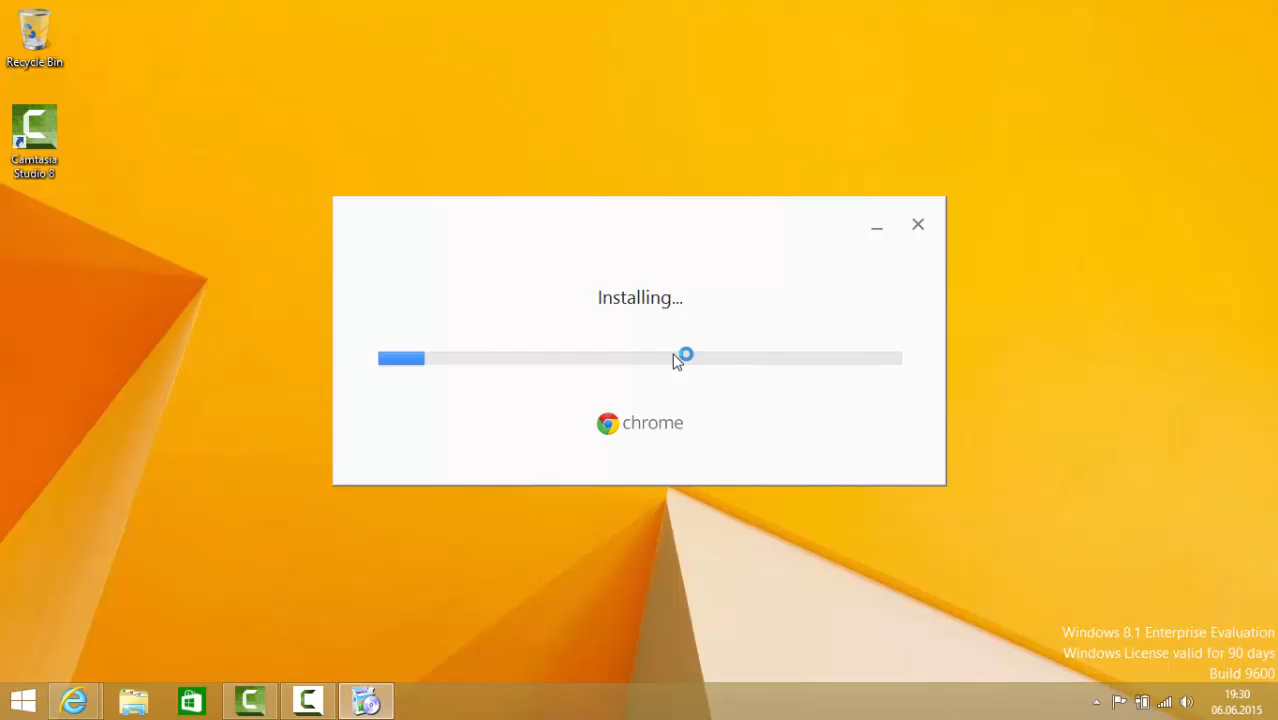 Recycle Bin
Camtasia
Studio 8
Installing...
chrome
Windows 8.1 Enterprise Evaluation
Windows License valid for 90 days
Build 9600
19:30
06.06.2015